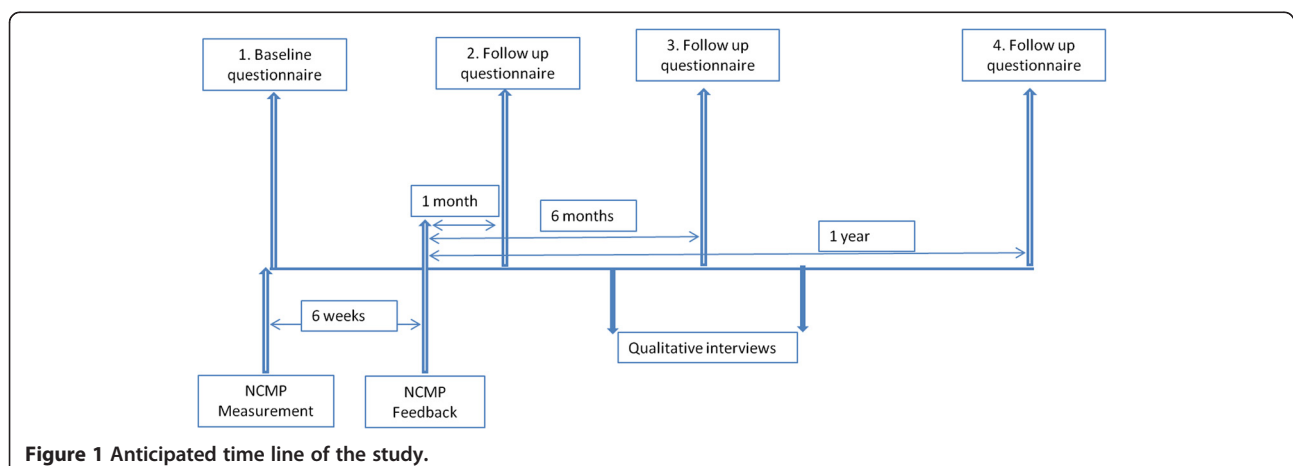 1. Baseline
questionnaire
2. Follow up
questionnaire
3. Follow up
questionnaire
4. Follow up
questionnaire
1 month
6 months
1 year
6 weeks
Qualitative interviews
NCMP
Measurement
NCMP
Feedback
Figure 1 Anticipated time line of the study.